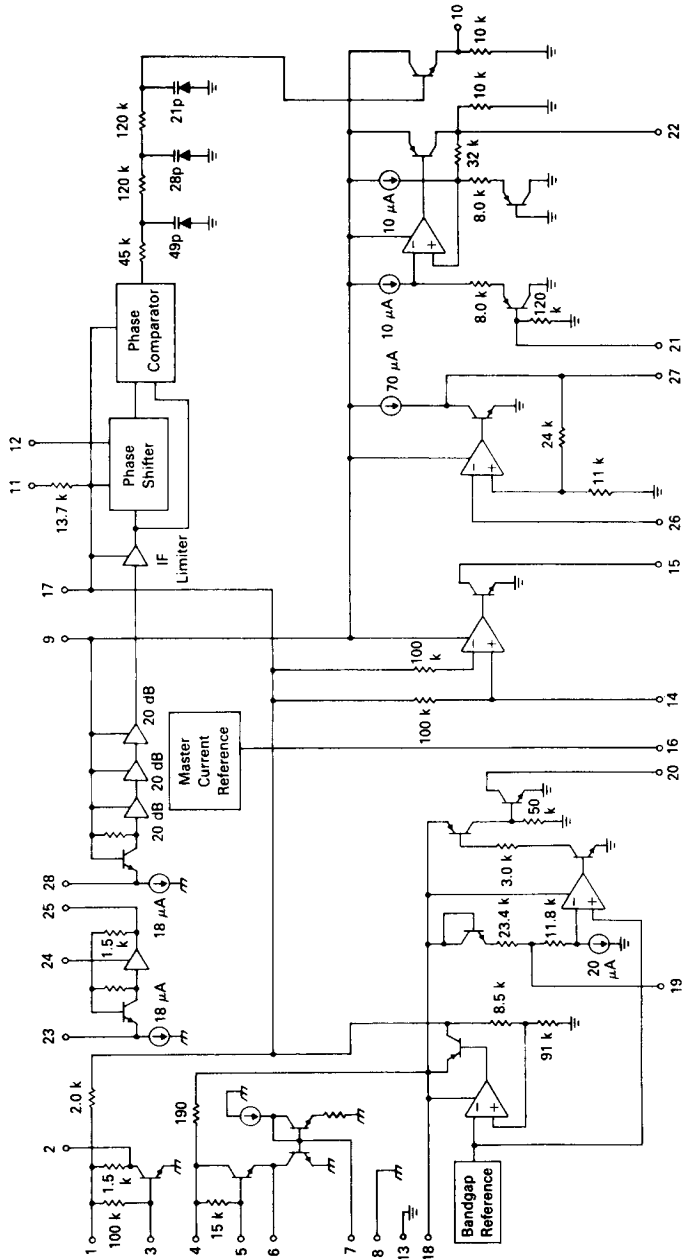 10
12
11
17
9
28
25
24
23
2
1
3
4
5
6
7
8
13
18
120 k
120 k
45 k
21p
28p
49p
Phase
Comparator
Phase
Shifter
13.7 k
IF
Limiter
20 dB
20 dB
20 dB
18 µA
1.5
k
18 µA
2.0 k
1.5
k
100 k
190
15 k
Master
Current
Reference
10 k
10 k
32 k
10 µA
8.0 k
10 µA
8.0 k
120
k
70 µA
24 k
11 k
100
k
100 k
50
k
3.0 k
23.4 k
11.8 k
20
µA
8.5 k
91 k
Bandgap
Reference
−
+
−
+
−
+
−
+
−
+
22
21
27
26
15
14
16
20
19